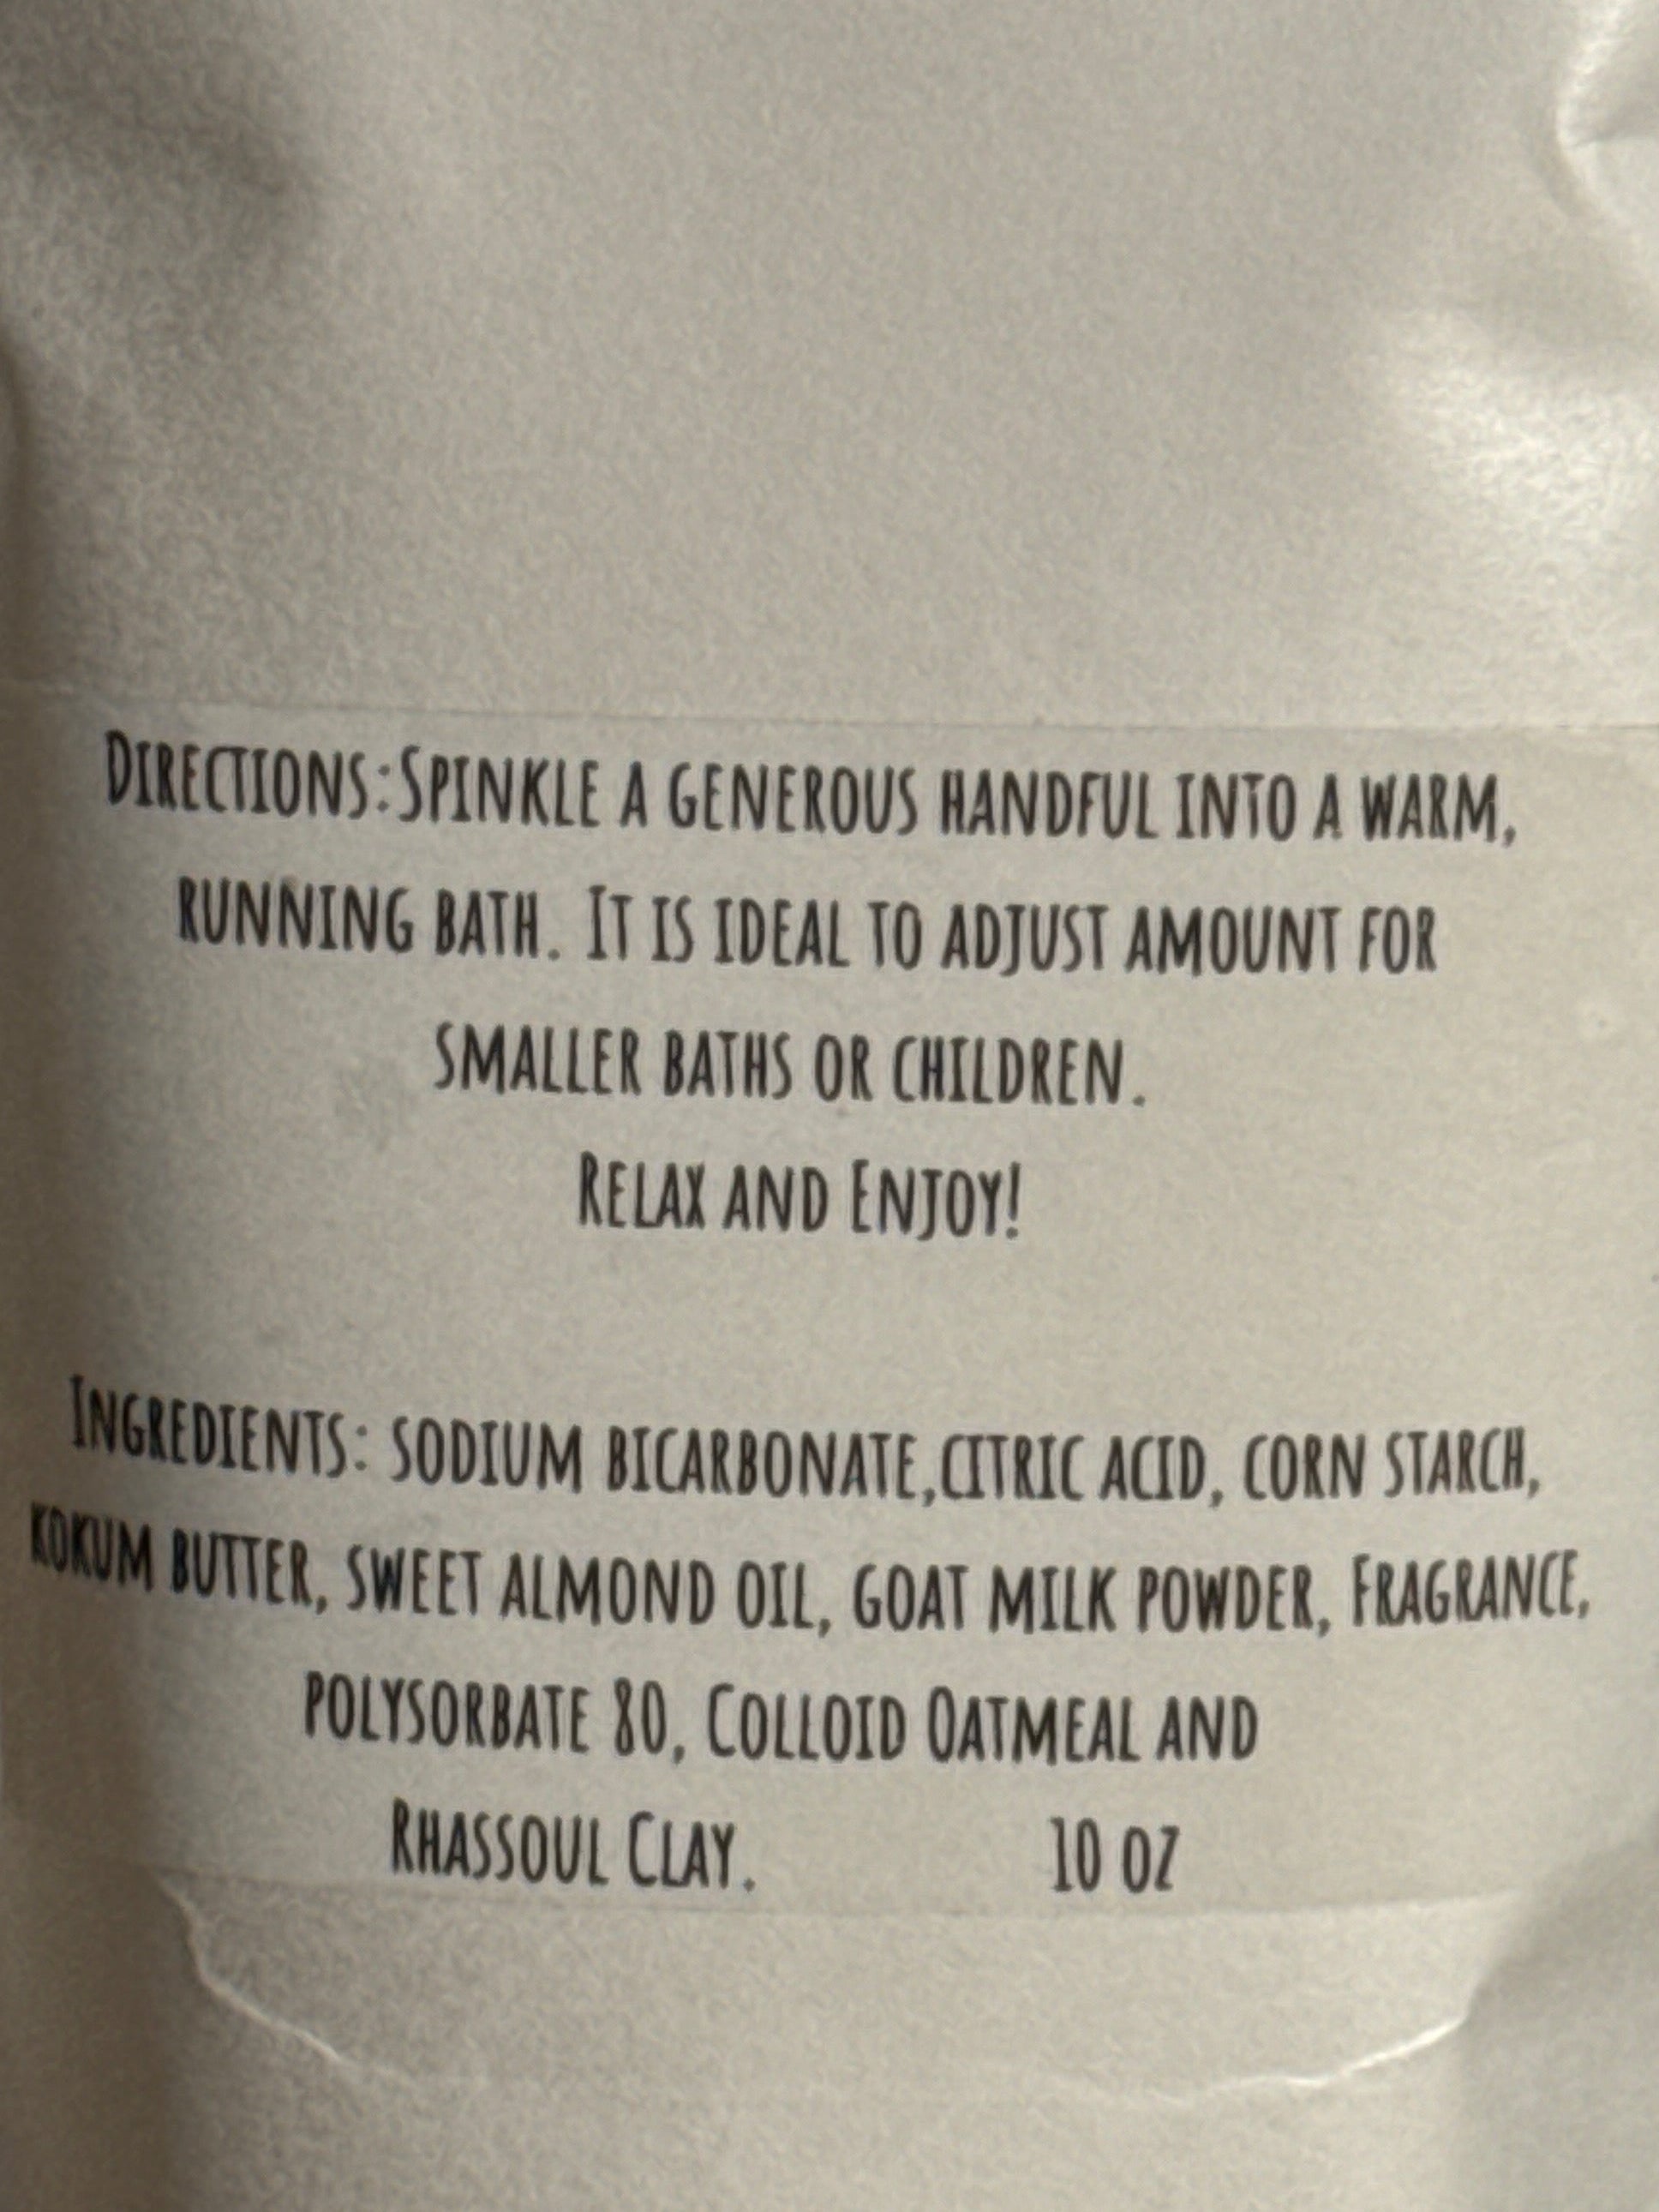 Directions:Spinkle a generous handful into a warm,
running bath. It is ideal to adjust amount for
smaller baths or children.
Relax and Enjoy!
Ingredients: sodium bicarbonate,citric acid, corn starch,
kokum butter, sweet almond oil, goat milk powder, Fragrance,
polysorbate 80, Colloid Oatmeal and
Rhassoul Clay. 10 oz